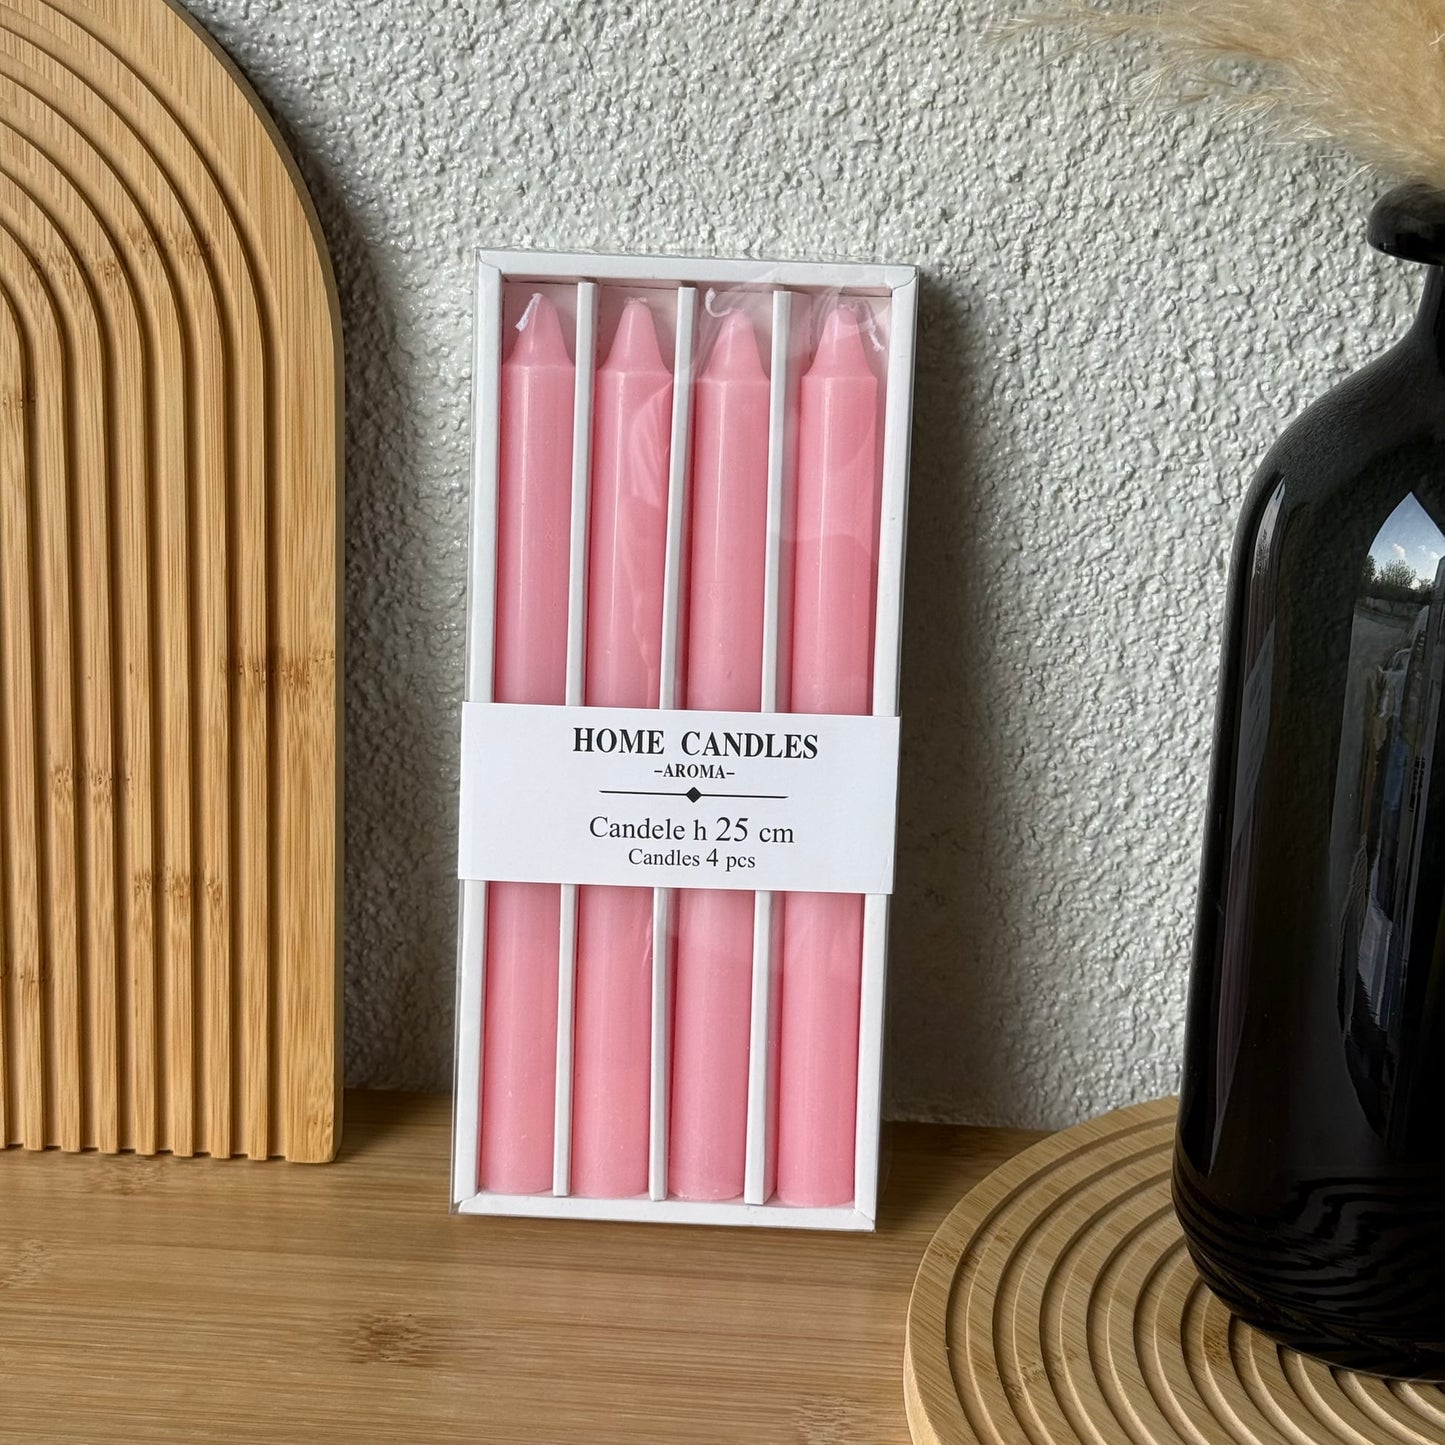 HOME CANDLES
-AROMA-
Candele h 25 cm
Candles 4 pcs